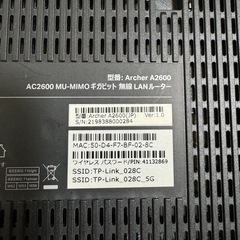 型番: Archer A2600
AC2600 MU-MIMO ギガビット 無線 LANルーター
型番: Archer A2600(JP) Ver:1.0
S/N:2198388000284
MAC:50-D4-F7-BF-02-8C
ワイヤレス パスワード/PIN:41132869
SSID:TP-Link_028C
SSID:TP-Link_028C_5G